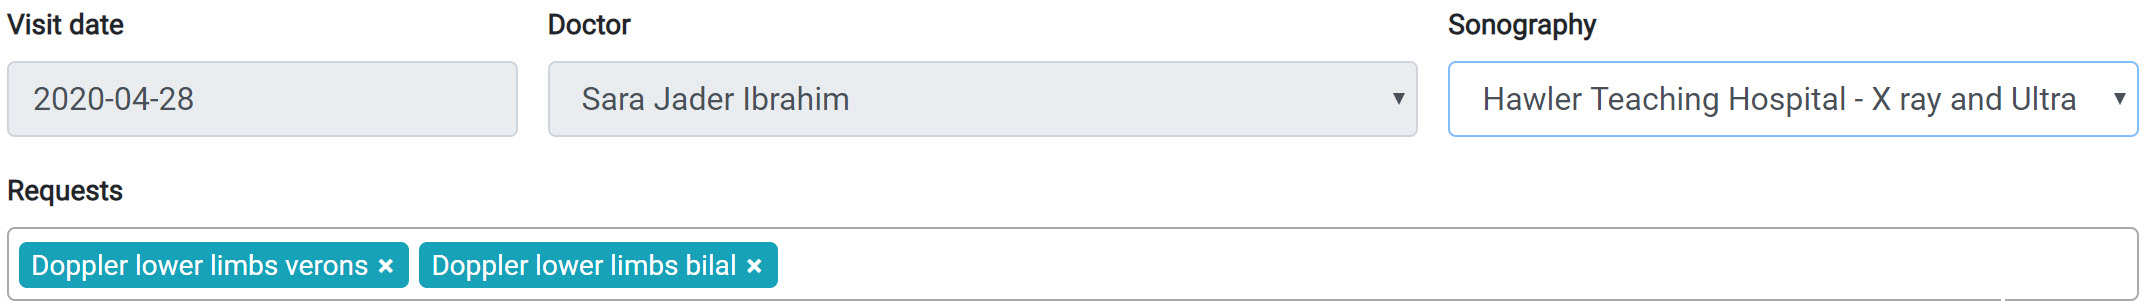 Visit date
Doctor
Sonography
2020-04-28
Sara Jader Ibrahim
Hawler Teaching Hospital - X ray and Ultra
Requests
Doppler lower limbs verons × Doppler lower limbs bilal ×